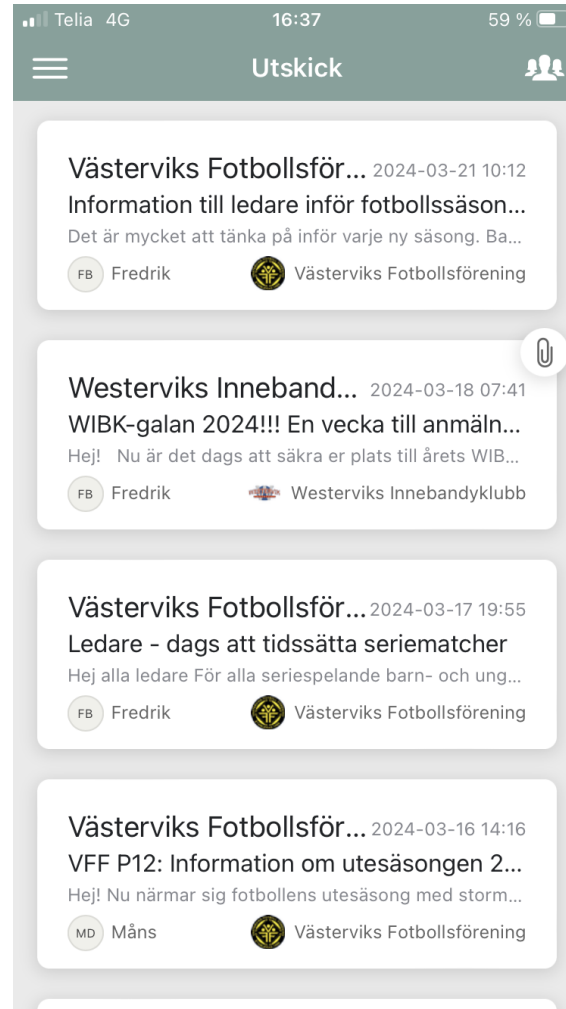 Telia 4G 16:37 59 %
Utskick
Västerviks Fotbollsför... 2024-03-21 10:12
Information till ledare inför fotbollssäson...
Det är mycket att tänka på inför varje ny säsong. Ba...
FB Fredrik Västerviks Fotbollsförening
Westerviks Inneband... 2024-03-18 07:41
WIBK-galan 2024!!! En vecka till anmäln...
Hej! Nu är det dags att säkra er plats till årets WIB...
FB Fredrik Westerviks Innebandyklubb
Västerviks Fotbollsför... 2024-03-17 19:55
Ledare - dags att tidssätta seriematcher
Hej alla ledare För alla seriespelande barn- och ung...
FB Fredrik Västerviks Fotbollsförening
Västerviks Fotbollsför... 2024-03-16 14:16
VFF P12: Information om utesäsongen 2...
Hej! Nu närmar sig fotbollens utesäsong med storm...
MD Måns Västerviks Fotbollsförening